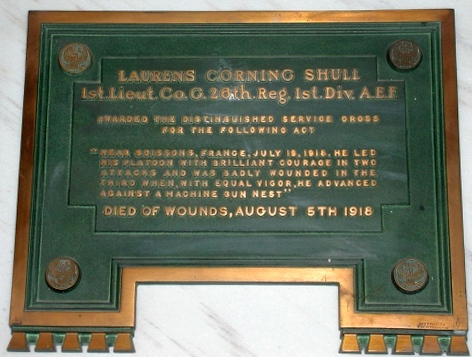 LAURENS CORNING SHULL
1st. Lieut. Co. G. 26th. Reg. 1st. Div. A.E.F.
AWARDED THE DISTINGUISHED SERVICE CROSS
FOR THE FOLLOWING ACT
"NEAR SOISSONS, FRANCE, JULY 19, 1918. HE LED
HIS PLATOON WITH BRILLIANT COURAGE IN TWO
ATTACKS AND WAS BADLY WOUNDED IN THE
THIRD WHEN, WITH EQUAL VIGOR, HE ADVANCED
AGAINST A MACHINE GUN NEST"
DIED OF WOUNDS, AUGUST 5TH 1918